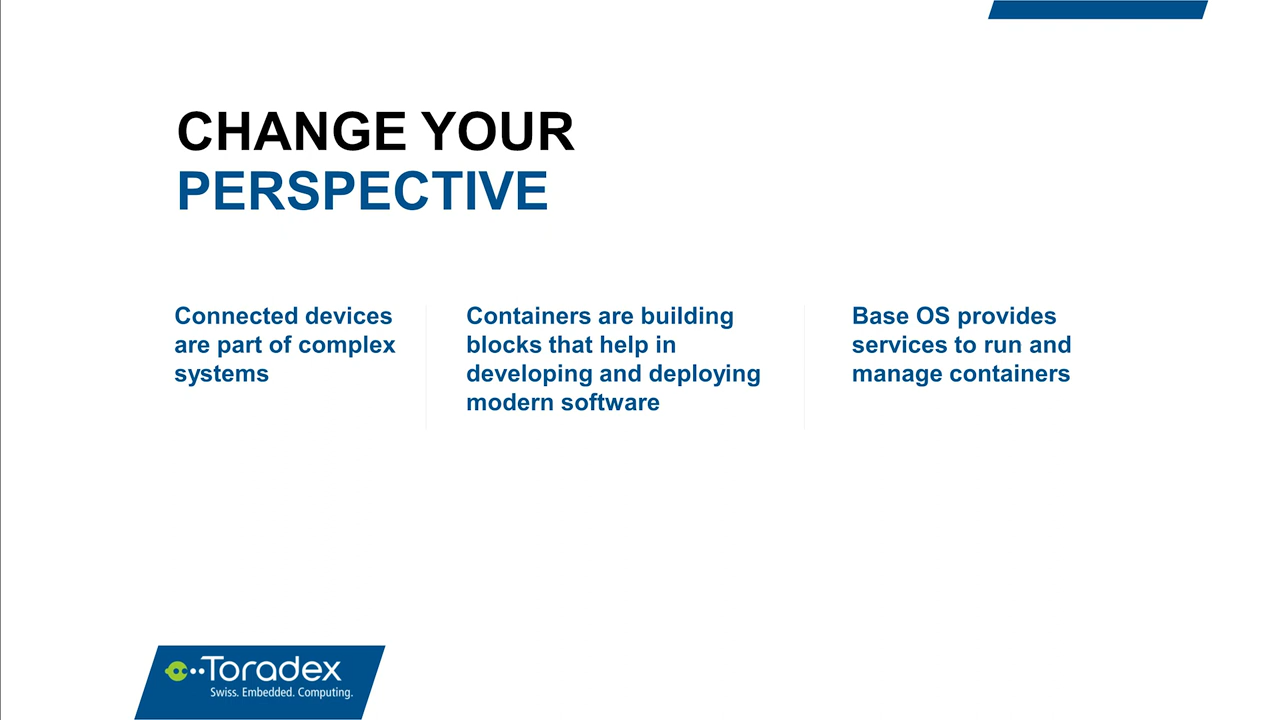 CHANGE YOUR
PERSPECTIVE
Connected devices
are part of complex
systems
Containers are building
blocks that help in
developing and deploying
modern software
Base OS provides
services to run and
manage containers
Toradex
Swiss. Embedded. Computing.